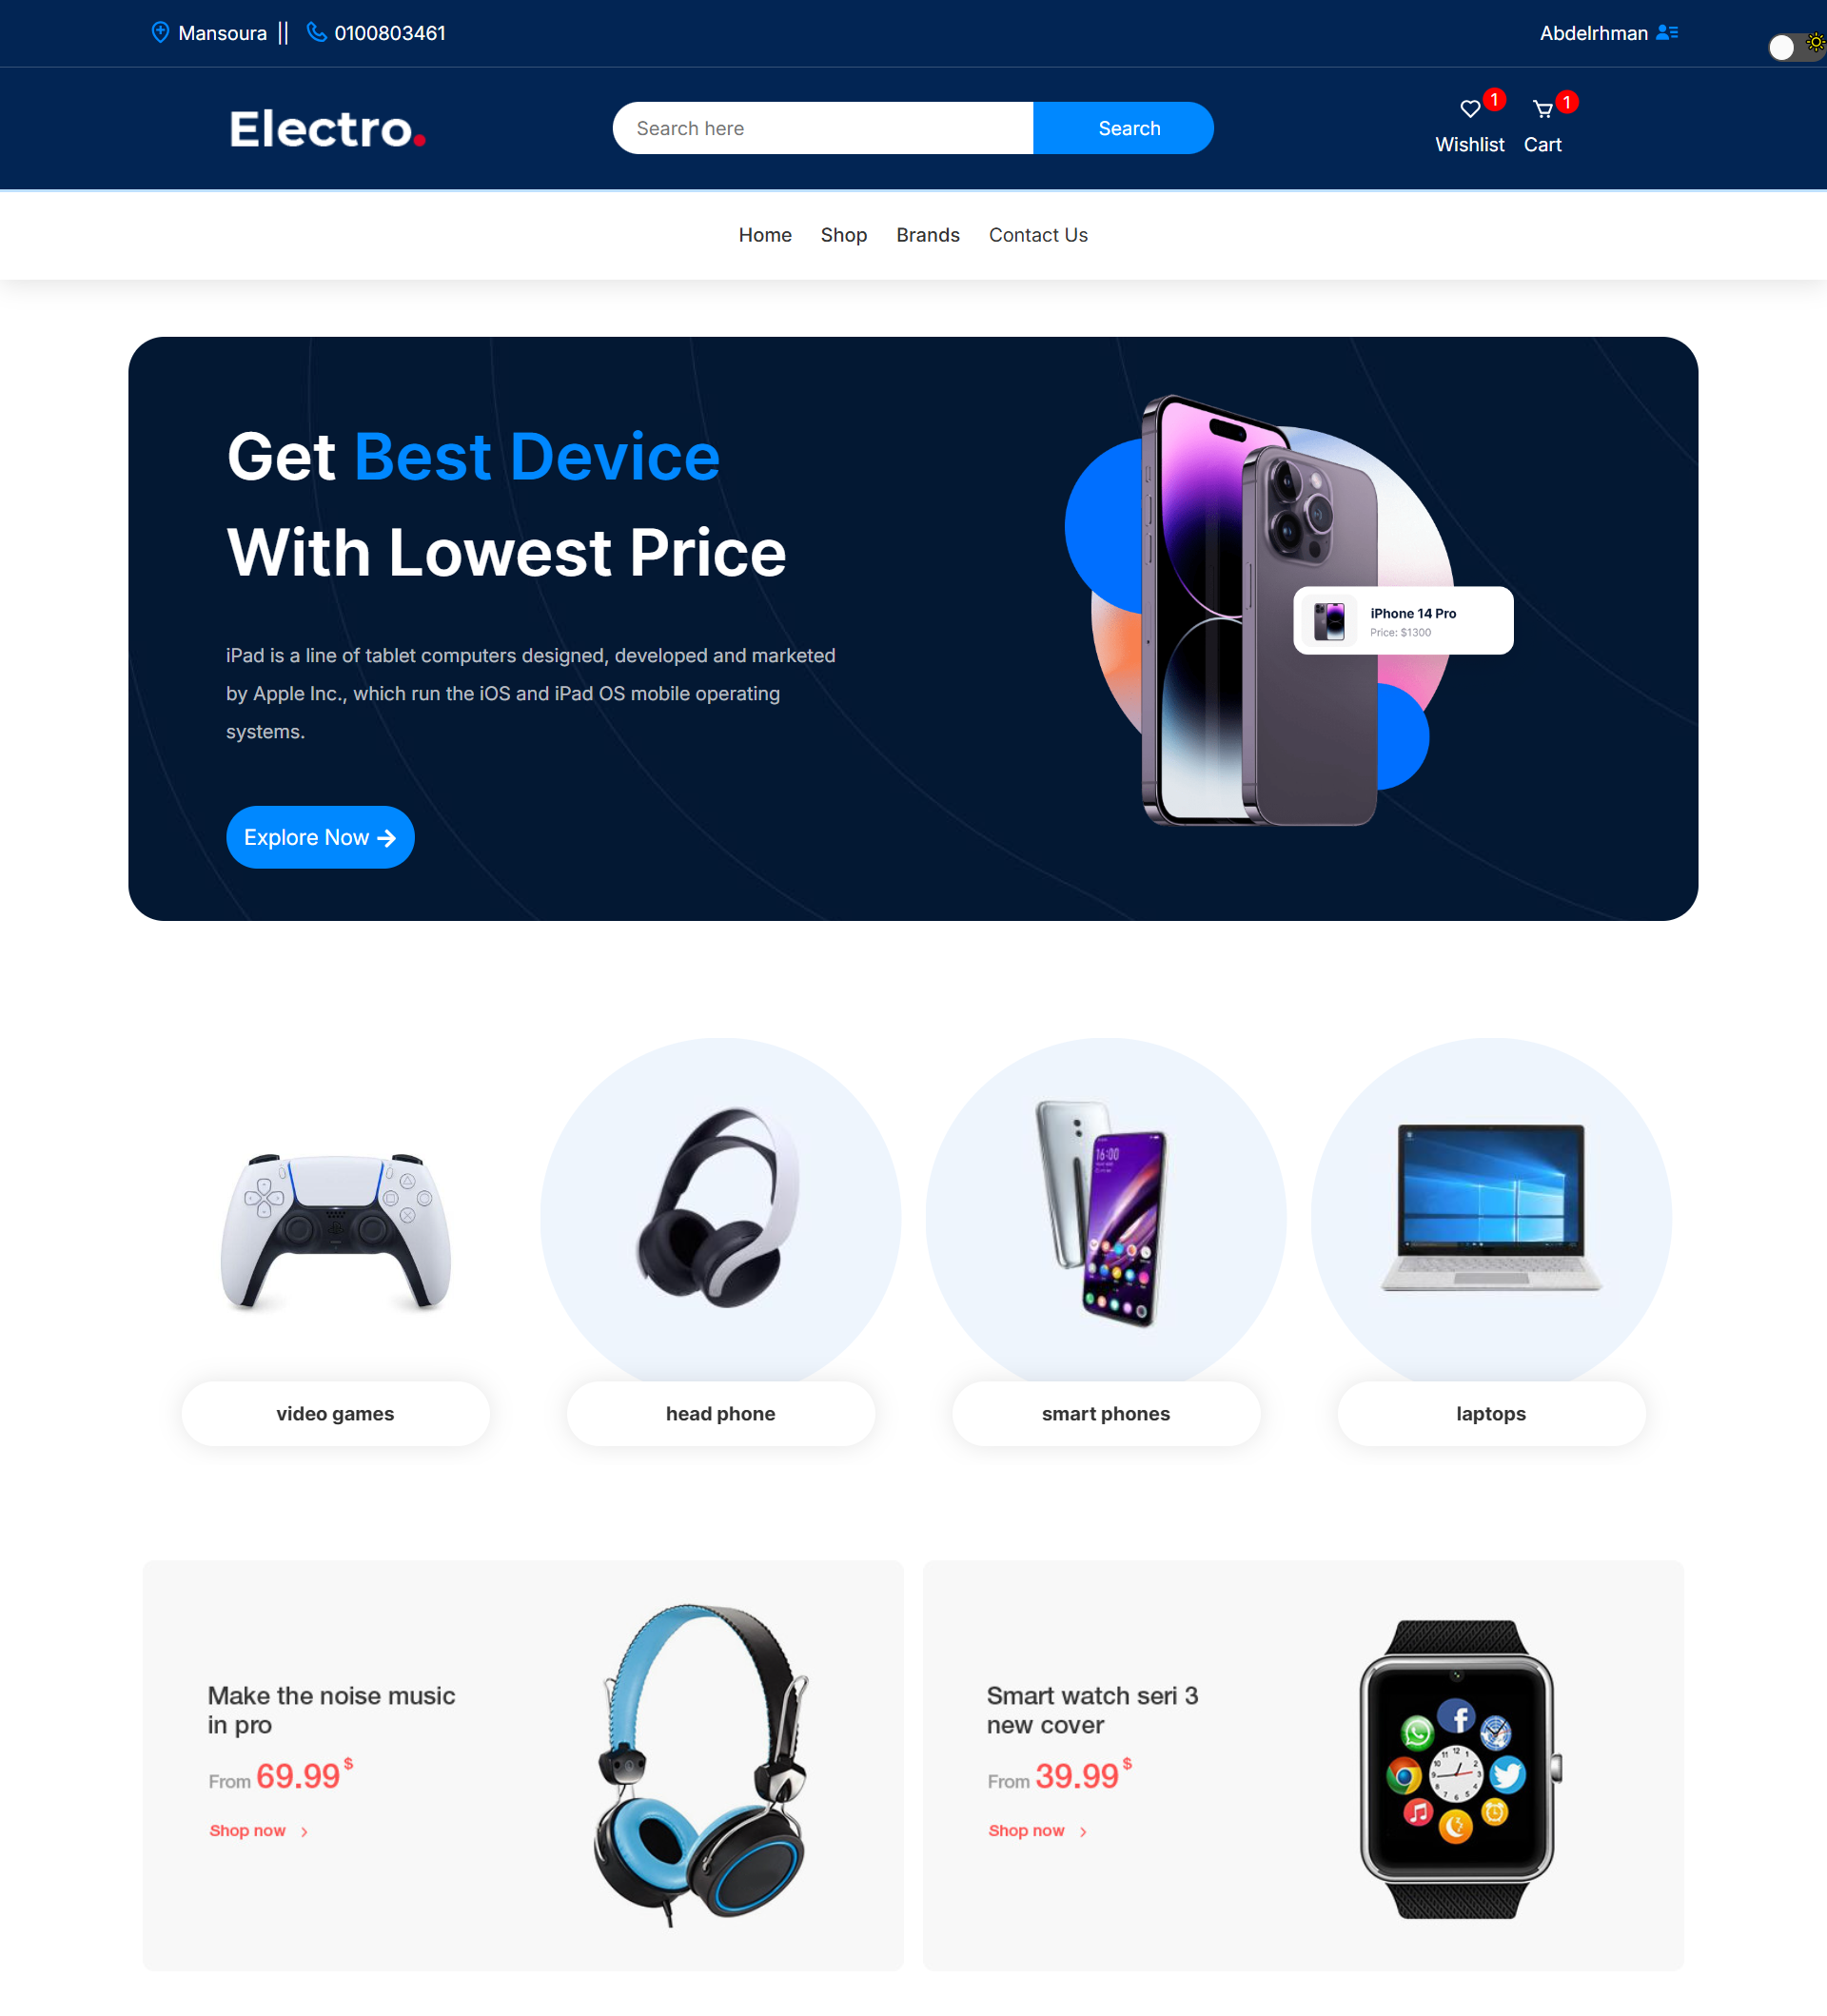 Mansoura || 0100803461
Abdelrhman
Electro.
Search here
Search
1
1
Wishlist
Cart
Home
Shop
Brands
Contact Us
Get Best Device
With Lowest Price
iPad is a line of tablet computers designed, developed and marketed
by Apple Inc., which run the iOS and iPad OS mobile operating
systems.
Explore Now
iPhone 14 Pro
Price: $1300
16:00
video games
head phone
smart phones
laptops
Make the noise music
in pro
From 69.99$
Shop now
Smart watch seri 3
new cover
From 39.99$
Shop now